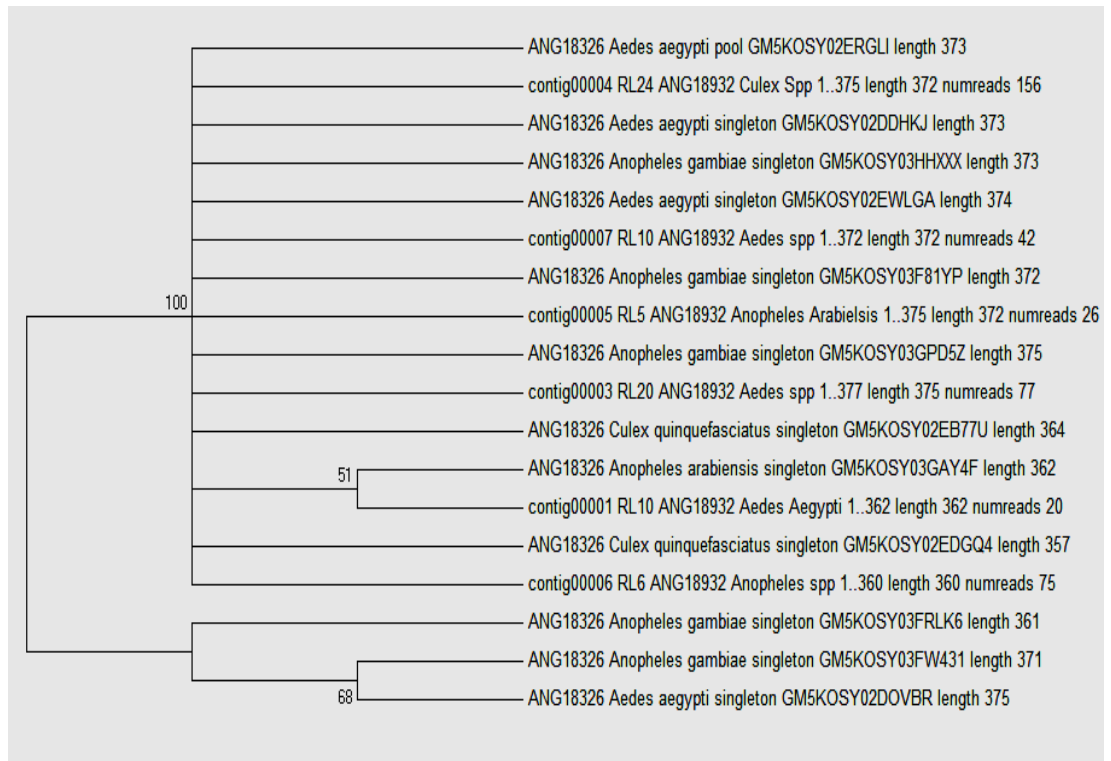 ANG18326 Aedes aegypti pool GM5KOSY02ERGLI length 373
contig00004 RL24 ANG18932 Culex Spp 1..375 length 372 numreads 156
ANG18326 Aedes aegypti singleton GM5KOSY02DDHKJ length 373
ANG18326 Anopheles gambiae singleton GM5KOSY03HHXXX length 373
ANG18326 Aedes aegypti singleton GM5KOSY02EWLGA length 374
contig00007 RL10 ANG18932 Aedes spp 1..372 length 372 numreads 42
ANG18326 Anopheles gambiae singleton GM5KOSY03F81YP length 372
100
contig00005 RL5 ANG18932 Anopheles Arabielsis 1..375 length 372 numreads 26
ANG18326 Anopheles gambiae singleton GM5KOSY03GPD5Z length 375
contig00003 RL20 ANG18932 Aedes spp 1..377 length 375 numreads 77
ANG18326 Culex quinquefasciatus singleton GM5KOSY02EB77U length 364
51
ANG18326 Anopheles arabiensis singleton GM5KOSY03GAY4F length 362
contig00001 RL10 ANG18932 Aedes Aegypti 1..362 length 362 numreads 20
ANG18326 Culex quinquefasciatus singleton GM5KOSY02EDGQ4 length 357
contig00006 RL6 ANG18932 Anopheles spp 1..360 length 360 numreads 75
ANG18326 Anopheles gambiae singleton GM5KOSY03FRLK6 length 361
ANG18326 Anopheles gambiae singleton GM5KOSY03FW431 length 371
68
ANG18326 Aedes aegypti singleton GM5KOSY02DOVBR length 375